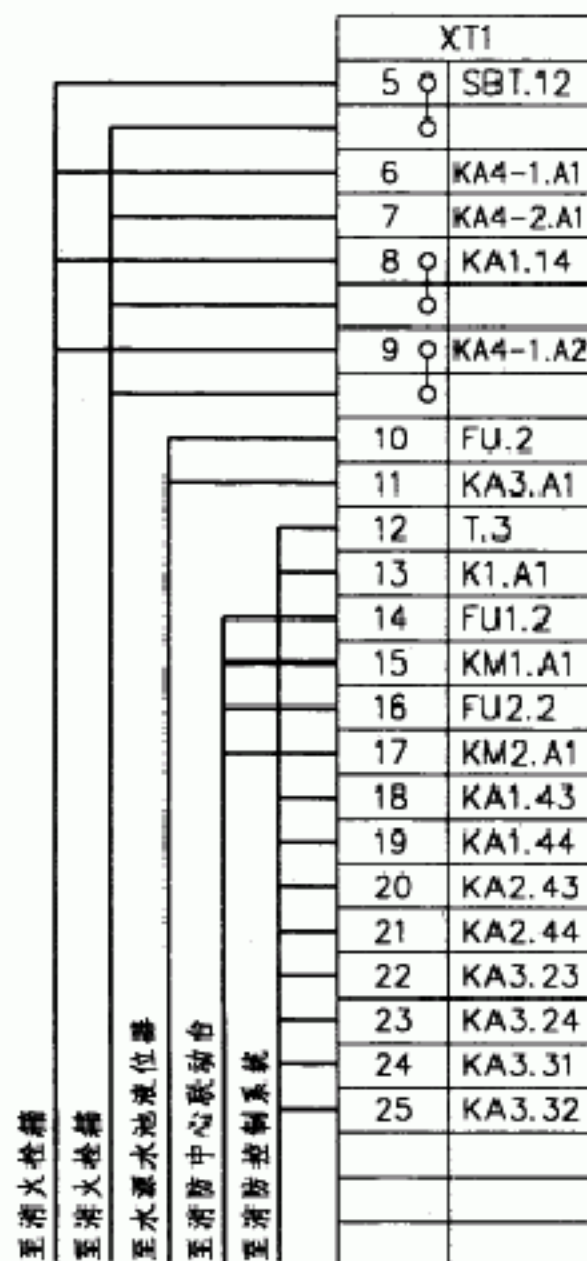 XT1
5 SBT.12
6 KA4-1.A1
7 KA4-2.A1
8 KA1.14
9 KA4-1.A2
10 FU.2
11 KA3.A1
12 T.3
13 K1.A1
14 FU1.2
15 KM1.A1
16 FU2.2
17 KM2.A1
18 KA1.43
19 KA1.44
20 KA2.43
21 KA2.44
22 KA3.23
23 KA3.24
24 KA3.31
25 KA3.32
至消火栓箱
至消火栓箱
至水源水池液位器
至消防中心联动台
至消防控制系统